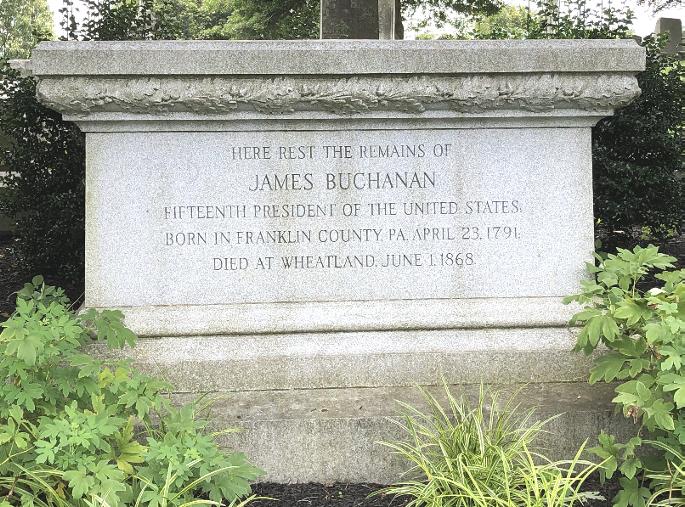 HERE REST THE REMAINS OF
JAMES BUCHANAN
FIFTEENTH PRESIDENT OF THE UNITED STATES,
BORN IN FRANKLIN COUNTY, PA. APRIL 23, 1791,
DIED AT WHEATLAND, JUNE 1, 1868.